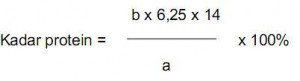 b x 6,25 x 14
Kadar protein = x 100%
a